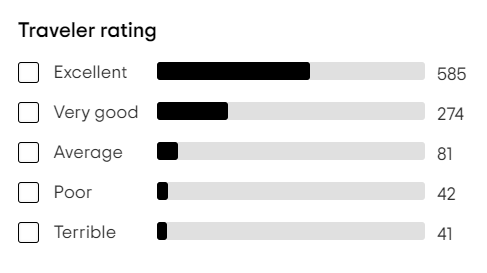 Traveler rating
Excellent 585
Very good 274
Average 81
Poor 42
Terrible 41